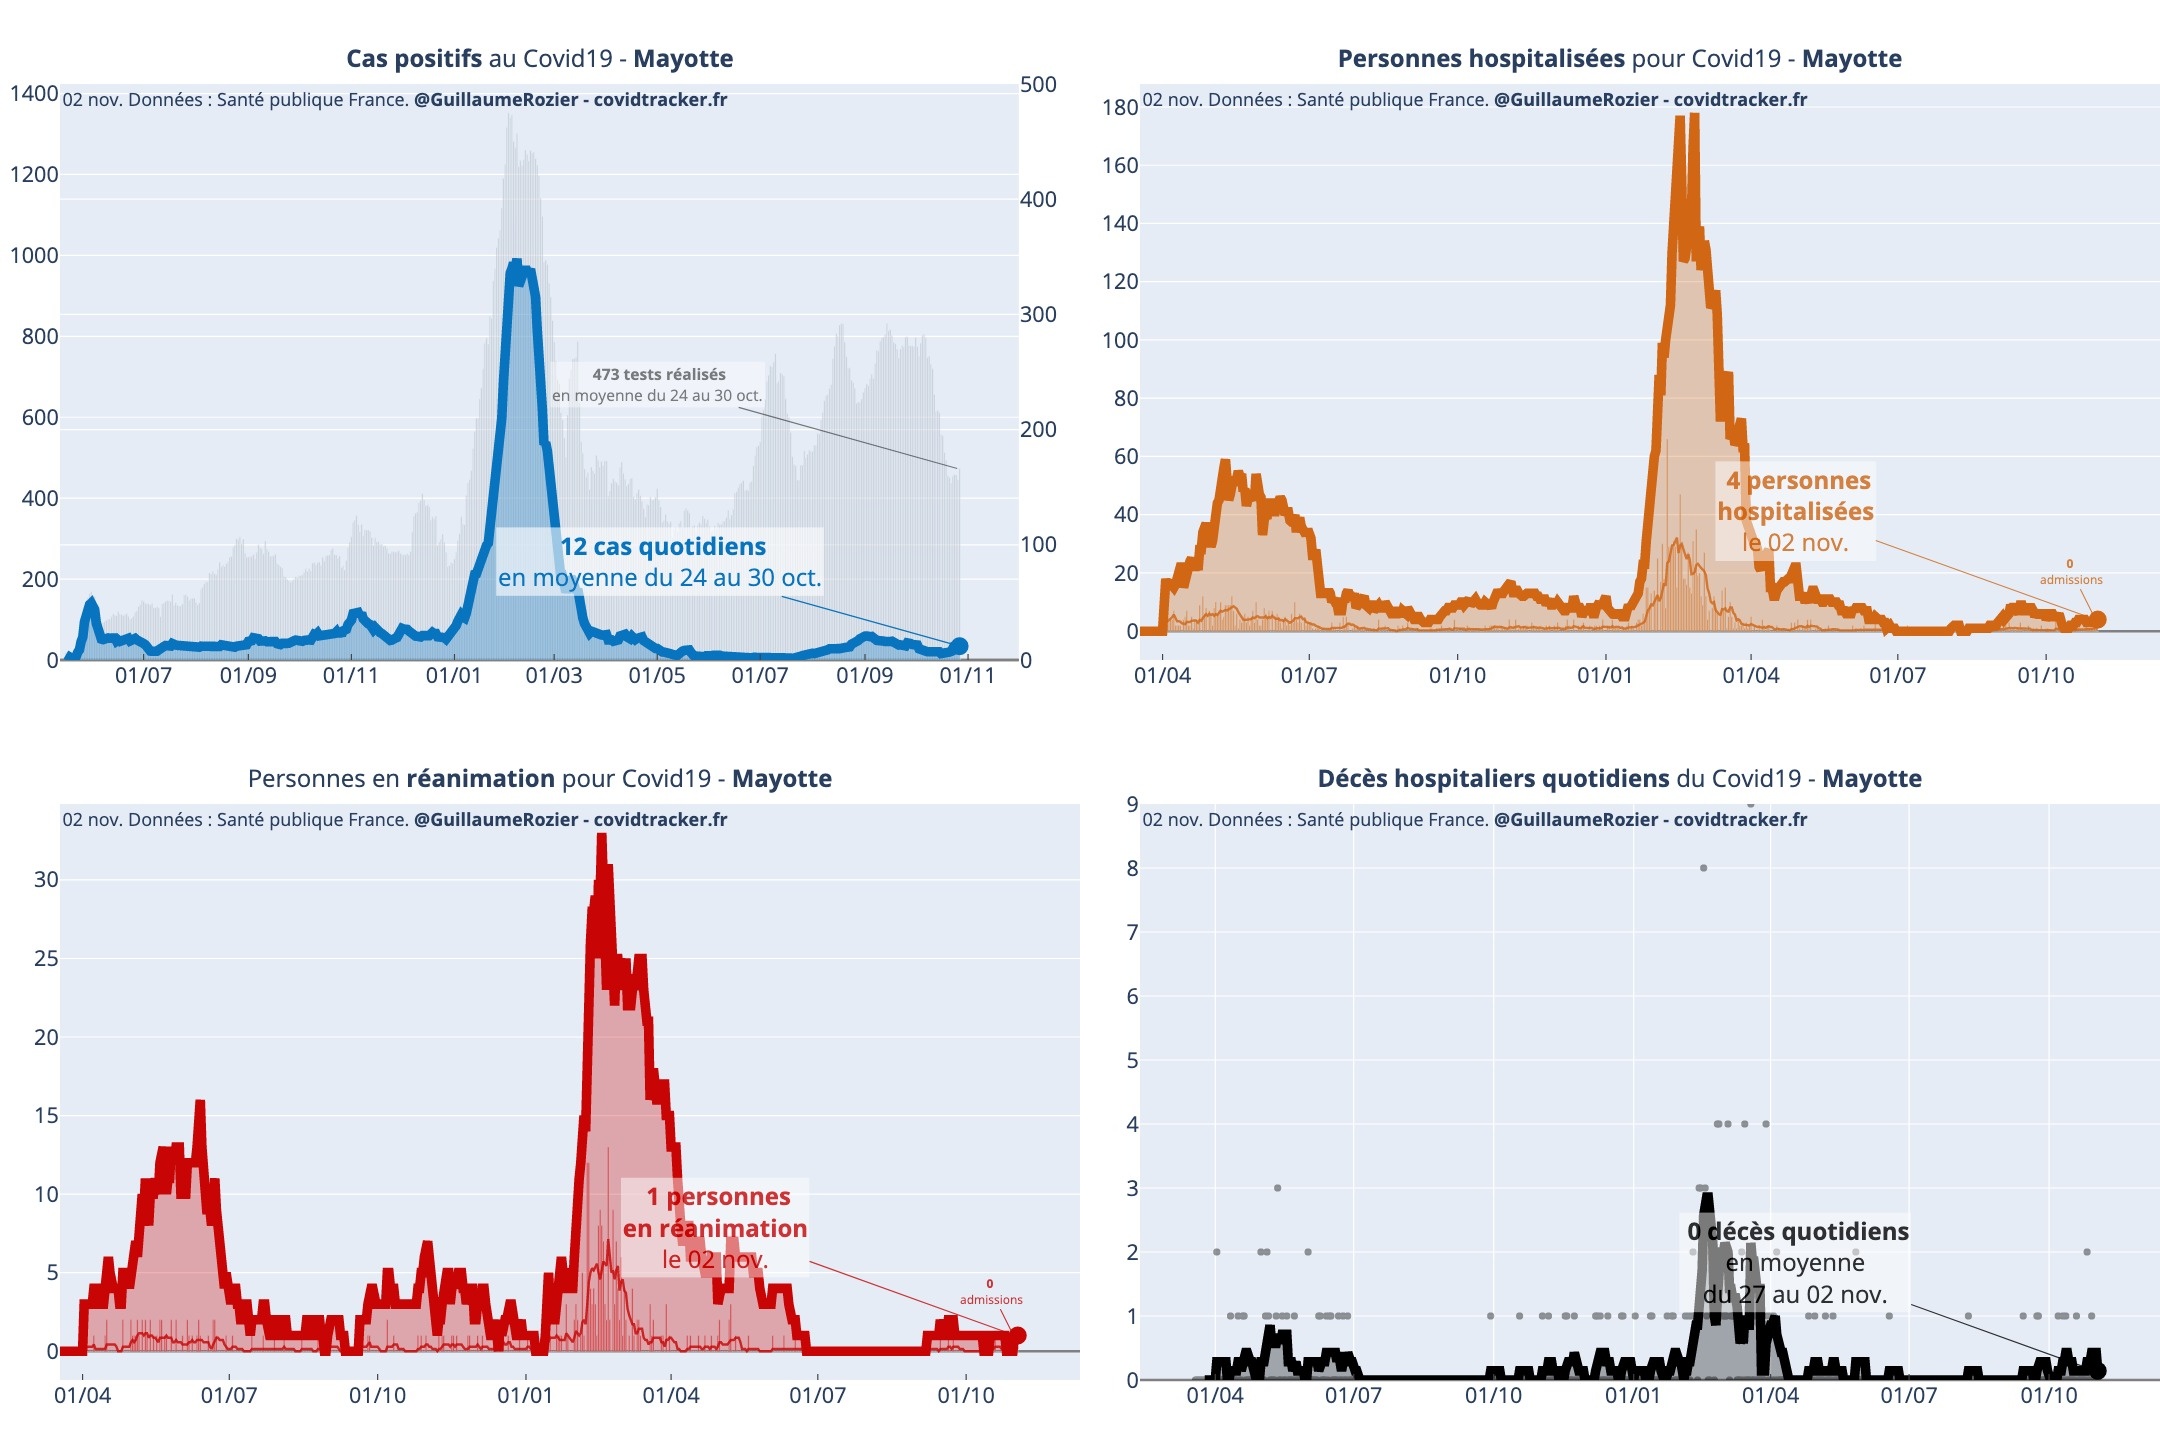 Cas positifs au Covid19 - Mayotte
02 nov. Données : Santé publique France. @GuillaumeRozier - covidtracker.fr
1400
1200
1000
800
600
400
200
0
500
400
300
200
100
0
473 tests réalisés
en moyenne du 24 au 30 oct.
12 cas quotidiens
en moyenne du 24 au 30 oct.
01/07 01/09 01/11 01/01 01/03 01/05 01/07 01/09 01/11
Personnes hospitalisées pour Covid19 - Mayotte
02 nov. Données : Santé publique France. @GuillaumeRozier - covidtracker.fr
180
160
140
120
100
80
60
40
20
0
4 personnes
hospitalisées
le 02 nov.
0
admissions
01/04 01/07 01/10 01/01 01/04 01/07 01/10
Personnes en réanimation pour Covid19 - Mayotte
02 nov. Données : Santé publique France. @GuillaumeRozier - covidtracker.fr
30
25
20
15
10
5
0
1 personnes
en réanimation
le 02 nov.
0
admissions
01/04 01/07 01/10 01/01 01/04 01/07 01/10
Décès hospitaliers quotidiens du Covid19 - Mayotte
02 nov. Données : Santé publique France. @GuillaumeRozier - covidtracker.fr
9
8
7
6
5
4
3
2
1
0
0 décès quotidiens
en moyenne
du 27 au 02 nov.
01/04 01/07 01/10 01/01 01/04 01/07 01/10